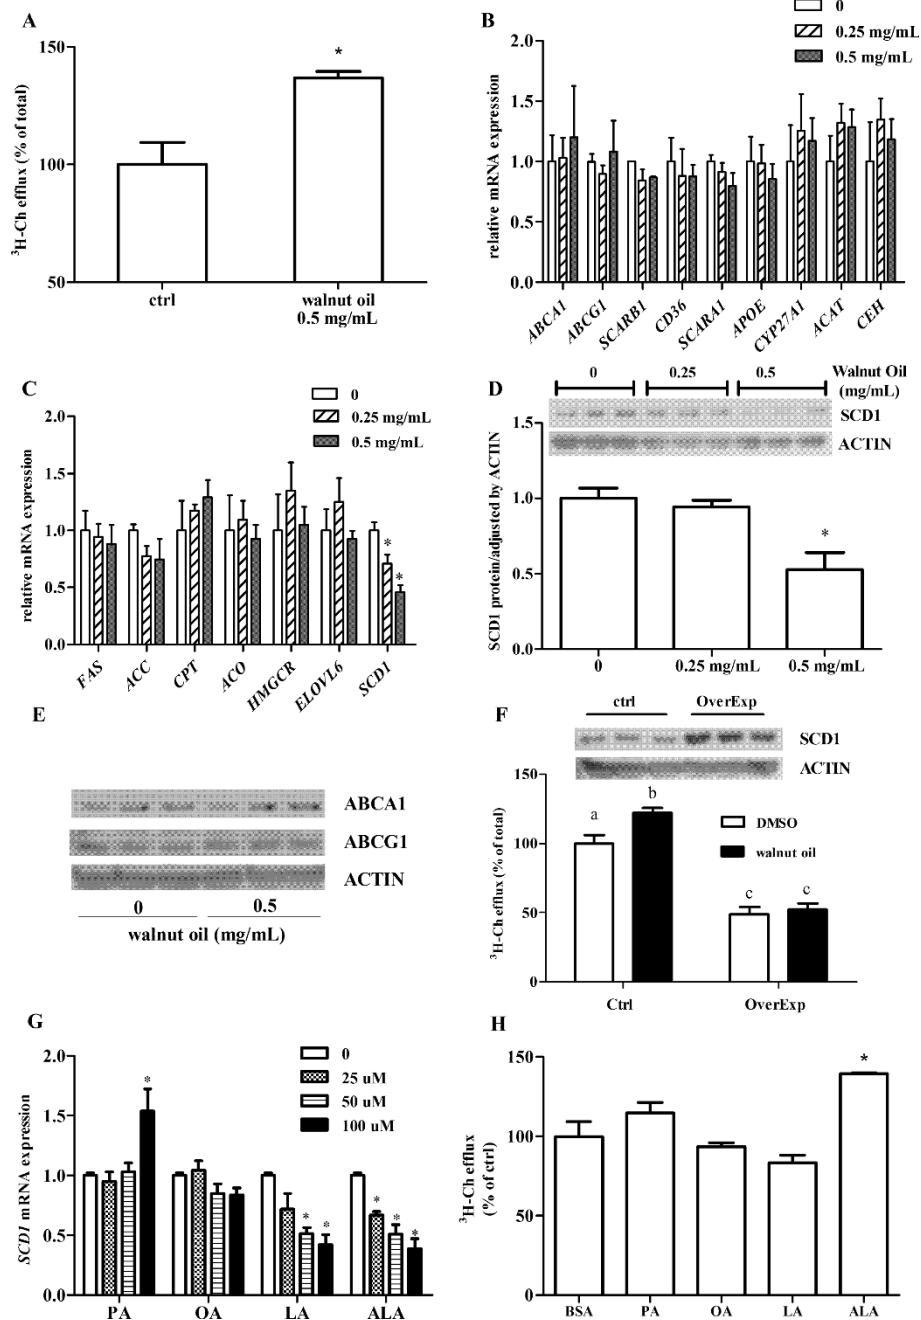 A
³H-Ch efflux (% of total)
150
100
50
*
ctrl
walnut oil
0.5 mg/mL
B
0
0.25 mg/mL
0.5 mg/mL
relative mRNA expression
2.0
1.5
1.0
0.5
0.0
ABCA1
ABCG1
SCARB1
CD36
SCARA1
APOE
CYP27A1
ACAT
CEH
C
0
0.25 mg/mL
0.5 mg/mL
relative mRNA expression
2.0
1.5
1.0
0.5
0.0
*
*
FAS
ACC
CPT
ACO
HMGCR
ELOVL6
SCD1
D
0
0.25
0.5
Walnut Oil
(mg/mL)
SCD1
ACTIN
SCD1 protein/adjusted by ACTIN
1.5
1.0
0.5
0.0
*
0
0.25 mg/mL
0.5 mg/mL
E
ABCA1
ABCG1
ACTIN
0
0.5
walnut oil (mg/mL)
F
ctrl
OverExp
SCD1
ACTIN
³H-Ch efflux (% of total)
150
100
50
0
a
b
c
c
DMSO
walnut oil
Ctrl
OverExp
G
SCD1 mRNA expression
2.0
1.5
1.0
0.5
0.0
0
25 uM
50 uM
100 uM
*
*
*
*
*
*
PA
OA
LA
ALA
H
³H-Ch efflux
(% of ctrl)
150
100
50
0
*
BSA
PA
OA
LA
ALA